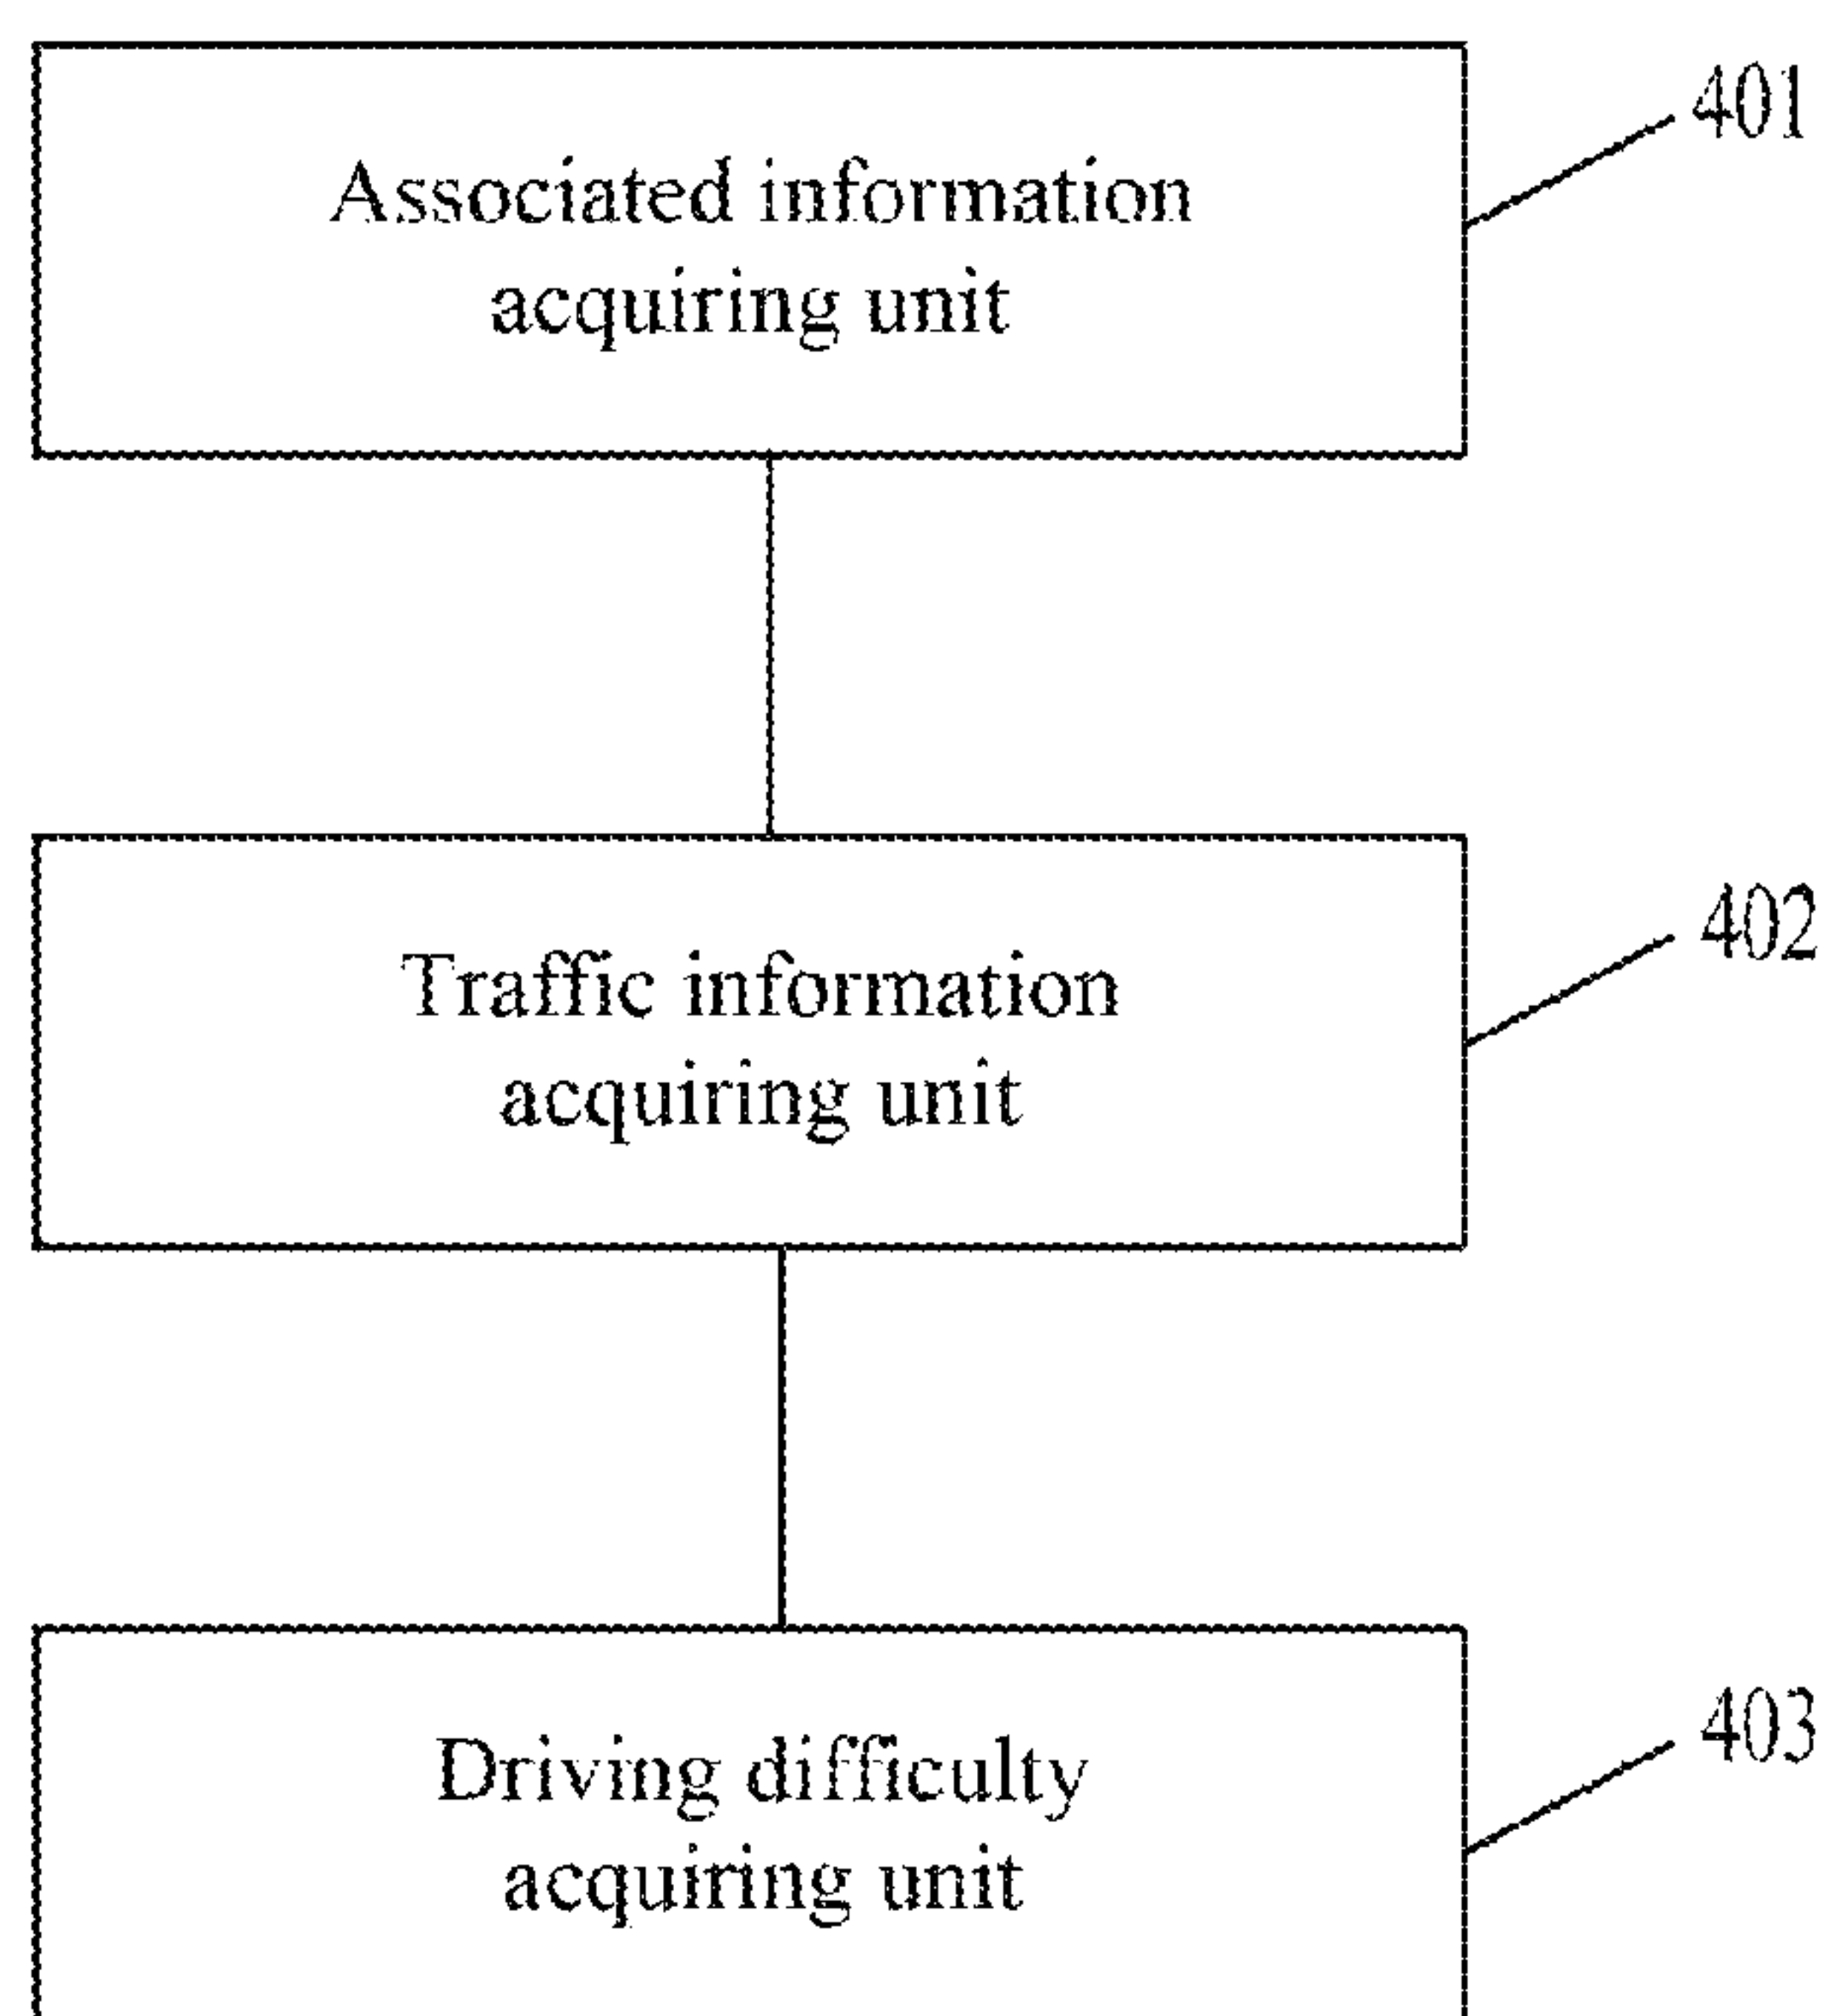 401
Associated information
acquiring unit
402
Traffic information
acquiring unit
403
Driving difficulty
acquiring unit